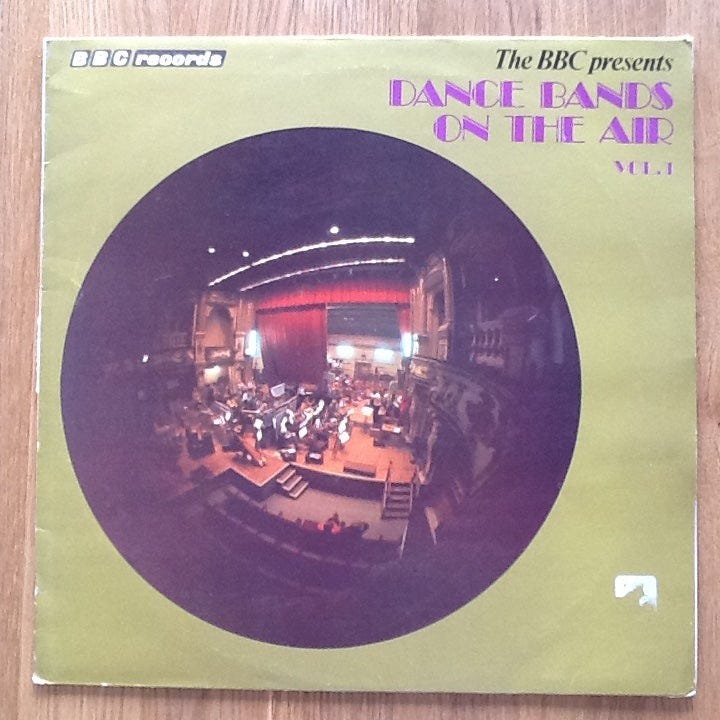 BBC records
The BBC presents
DANCE BANDS
ON THE AIR
VOL.1